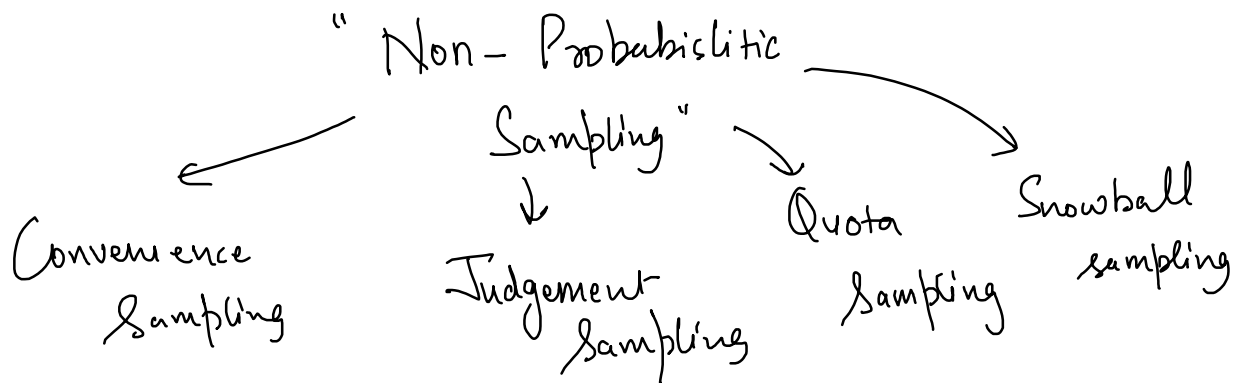 " Non - Probabislitic
Sampling "
Convenience
Sampling
Judgement
Sampling
Quota
Sampling
Snowball
sampling